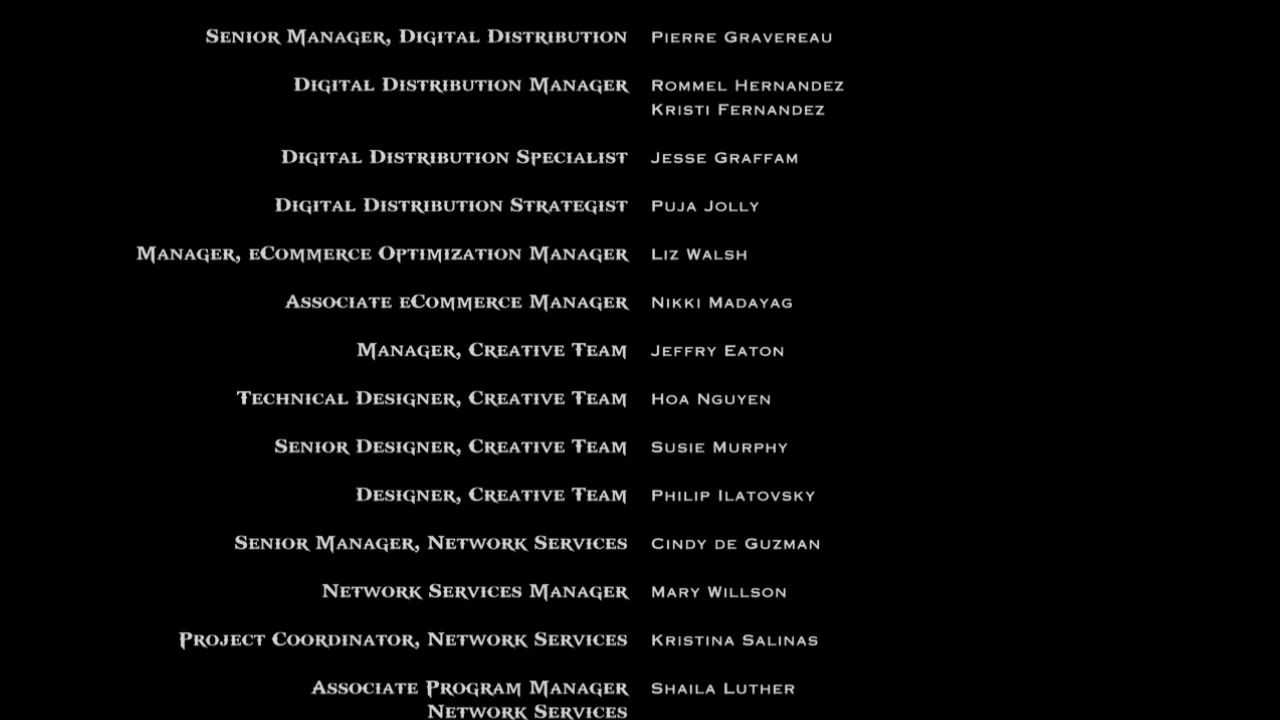 Senior Manager, Digital Distribution Pierre Gravereau
Digital Distribution Manager Rommel Hernandez
Kristi Fernandez
Digital Distribution Specialist Jesse Graffam
Digital Distribution Strategist Puja Jolly
Manager, eCommerce Optimization Manager Liz Walsh
Associate eCommerce Manager Nikki Madayag
Manager, Creative Team Jeffry Eaton
Technical Designer, Creative Team Hoa Nguyen
Senior Designer, Creative Team Susie Murphy
Designer, Creative Team Philip Ilatovsky
Senior Manager, Network Services Cindy de Guzman
Network Services Manager Mary Willson
Project Coordinator, Network Services Kristina Salinas
Associate Program Manager Shaila Luther
Network Services